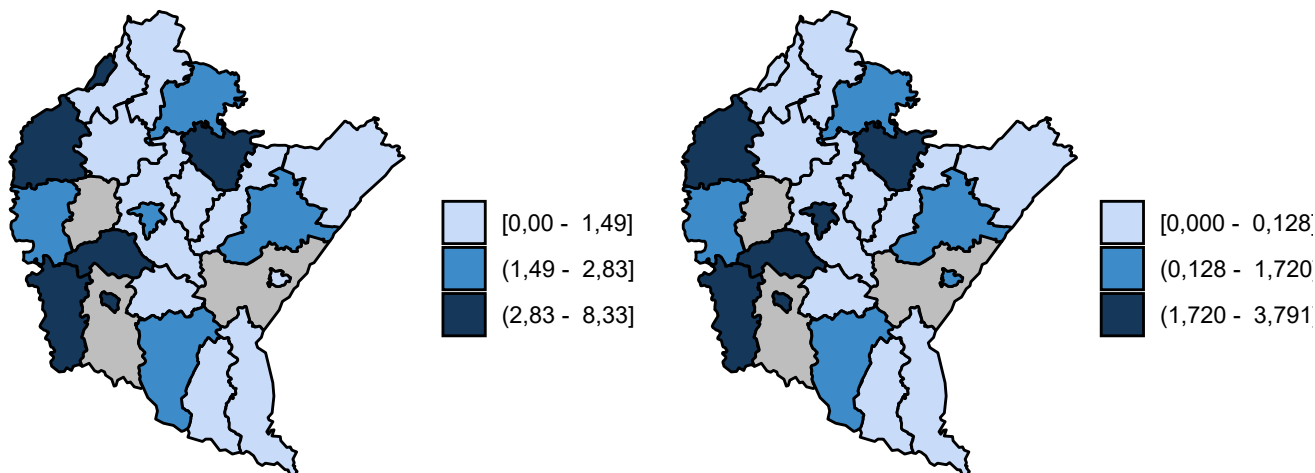 [0,00 - 1,49]
(1,49 - 2,83]
(2,83 - 8,33]
[0,000 - 0,128]
(0,128 - 1,720]
(1,720 - 3,791]